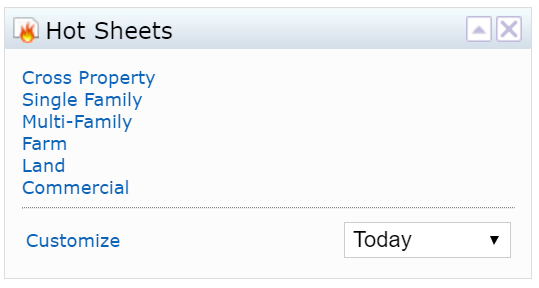 Hot Sheets
Cross Property
Single Family
Multi-Family
Farm
Land
Commercial
Customize Today